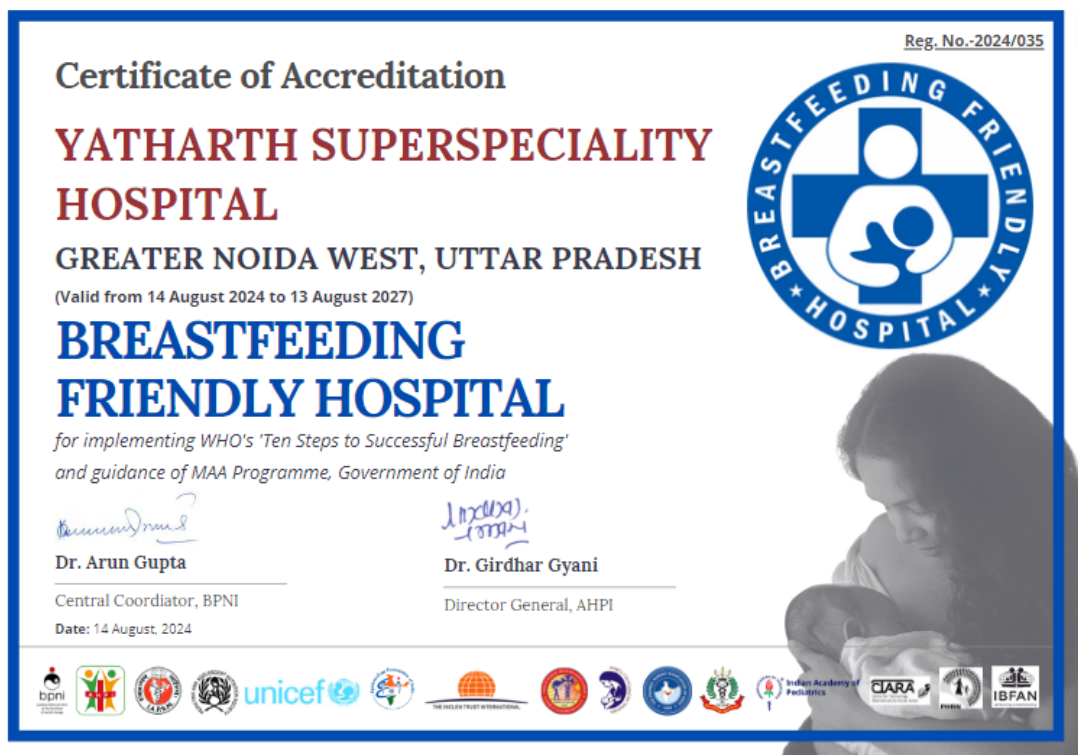 Reg. No.-2024/035
Certificate of Accreditation
YATHARTH SUPERSPECIALITY
HOSPITAL
GREATER NOIDA WEST, UTTAR PRADESH
(Valid from 14 August 2024 to 13 August 2027)
BREASTFEEDING
FRIENDLY HOSPITAL
for implementing WHO's 'Ten Steps to Successful Breastfeeding'
and guidance of MAA Programme, Government of India
BREASTFEEDING FRIENDLY
★ HOSPITAL ★
Dr. Arun Gupta
Central Coordiator, BPNI
Date: 14 August, 2024
Dr. Girdhar Gyani
Director General, AHPI
bpni
unicef
THE INCLEN TRUST INTERNATIONAL
Indian Academy of
Pediatrics
CTARA
IBFAN